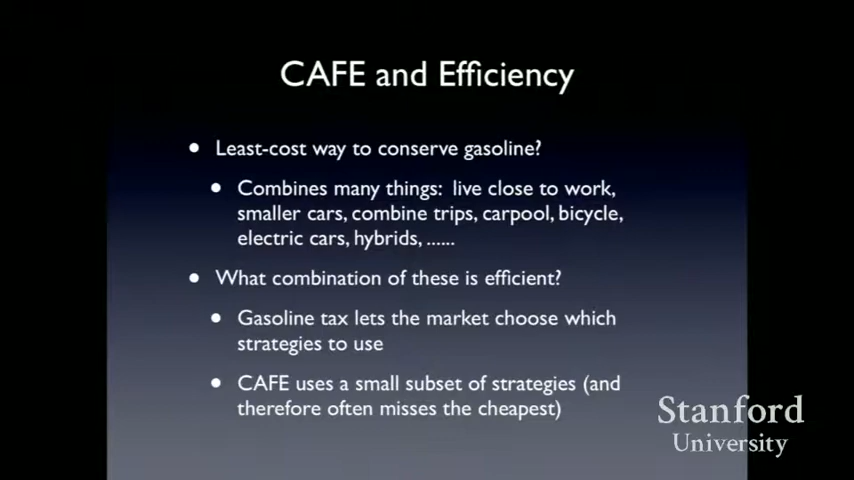 CAFE and Efficiency
• Least-cost way to conserve gasoline?
• Combines many things: live close to work,
smaller cars, combine trips, carpool, bicycle,
electric cars, hybrids, ......
• What combination of these is efficient?
• Gasoline tax lets the market choose which
strategies to use
• CAFE uses a small subset of strategies (and
therefore often misses the cheapest)
Stanford
University